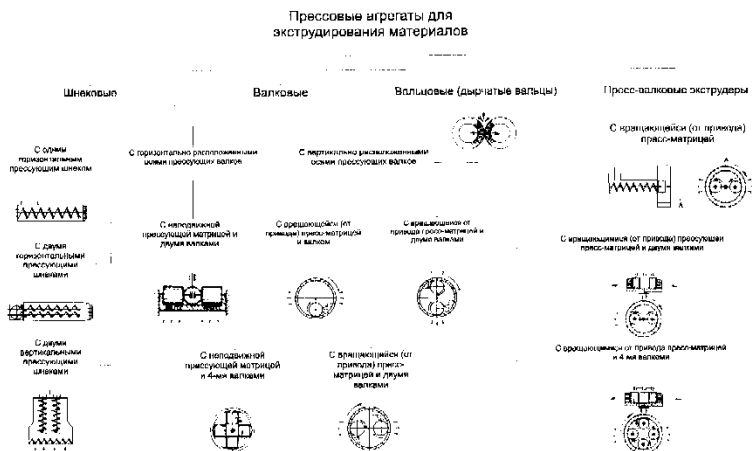 Прессовые агрегаты для
экструдирования материалов
Шнековые
Валковые
Вальцовые (дырчатые вальцы)
Пресс-валковые экструдеры
С одним
горизонтальным
прессующим шнеком
С горизонтально расположенными
осями прессующих валков
С вертикально расположенными
осями прессующих валков
С вращающейся (от привода)
пресс-матрицей
С двумя
горизонтальными
прессующими
шнеками
С неподвижной
прессующей матрицей и
двумя валками
С вращающейся (от
привода) пресс-матрицей
и валком
С вращающейся от
привода пресс-матрицей и
двумя валками
С вращающимися (от привода) прессующей
пресс-матрицей и двумя валками
С двумя
вертикальными
прессующими
шнеками
С неподвижной
прессующей матрицей
и 4-мя валками
С вращающейся (от
привода) пресс-
матрицей и двумя
валками
С вращающимися от привода пресс-матрицей
и 4 мя валками